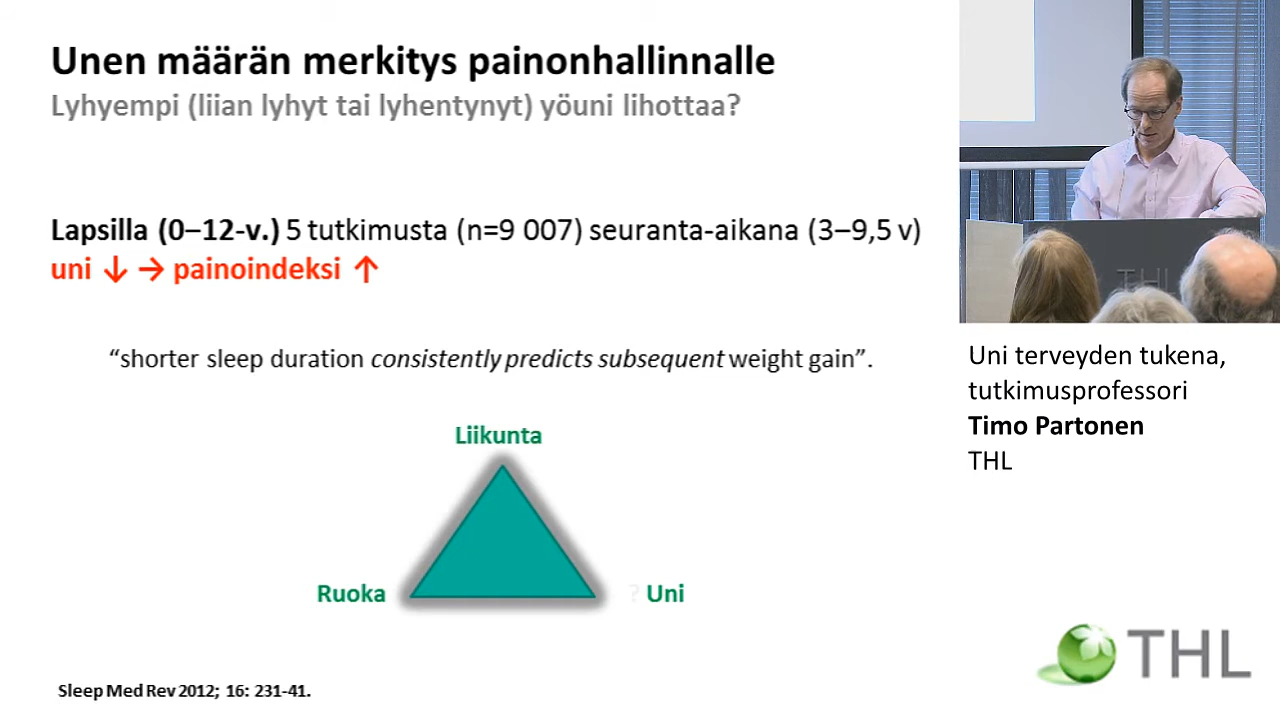 Unen määrän merkitys painonhallinnalle
Lyhyempi (liian lyhyt tai lyhentynyt) yöuni lihottaa?
Lapsilla (0–12-v.) 5 tutkimusta (n=9 007) seuranta-aikana (3–9,5 v)
uni ↓ → painoindeksi ↑
“shorter sleep duration consistently predicts subsequent weight gain”.
Liikunta
Ruoka
? Uni
Sleep Med Rev 2012; 16: 231-41.
THL
Uni terveyden tukena,
tutkimusprofessori
Timo Partonen
THL
THL